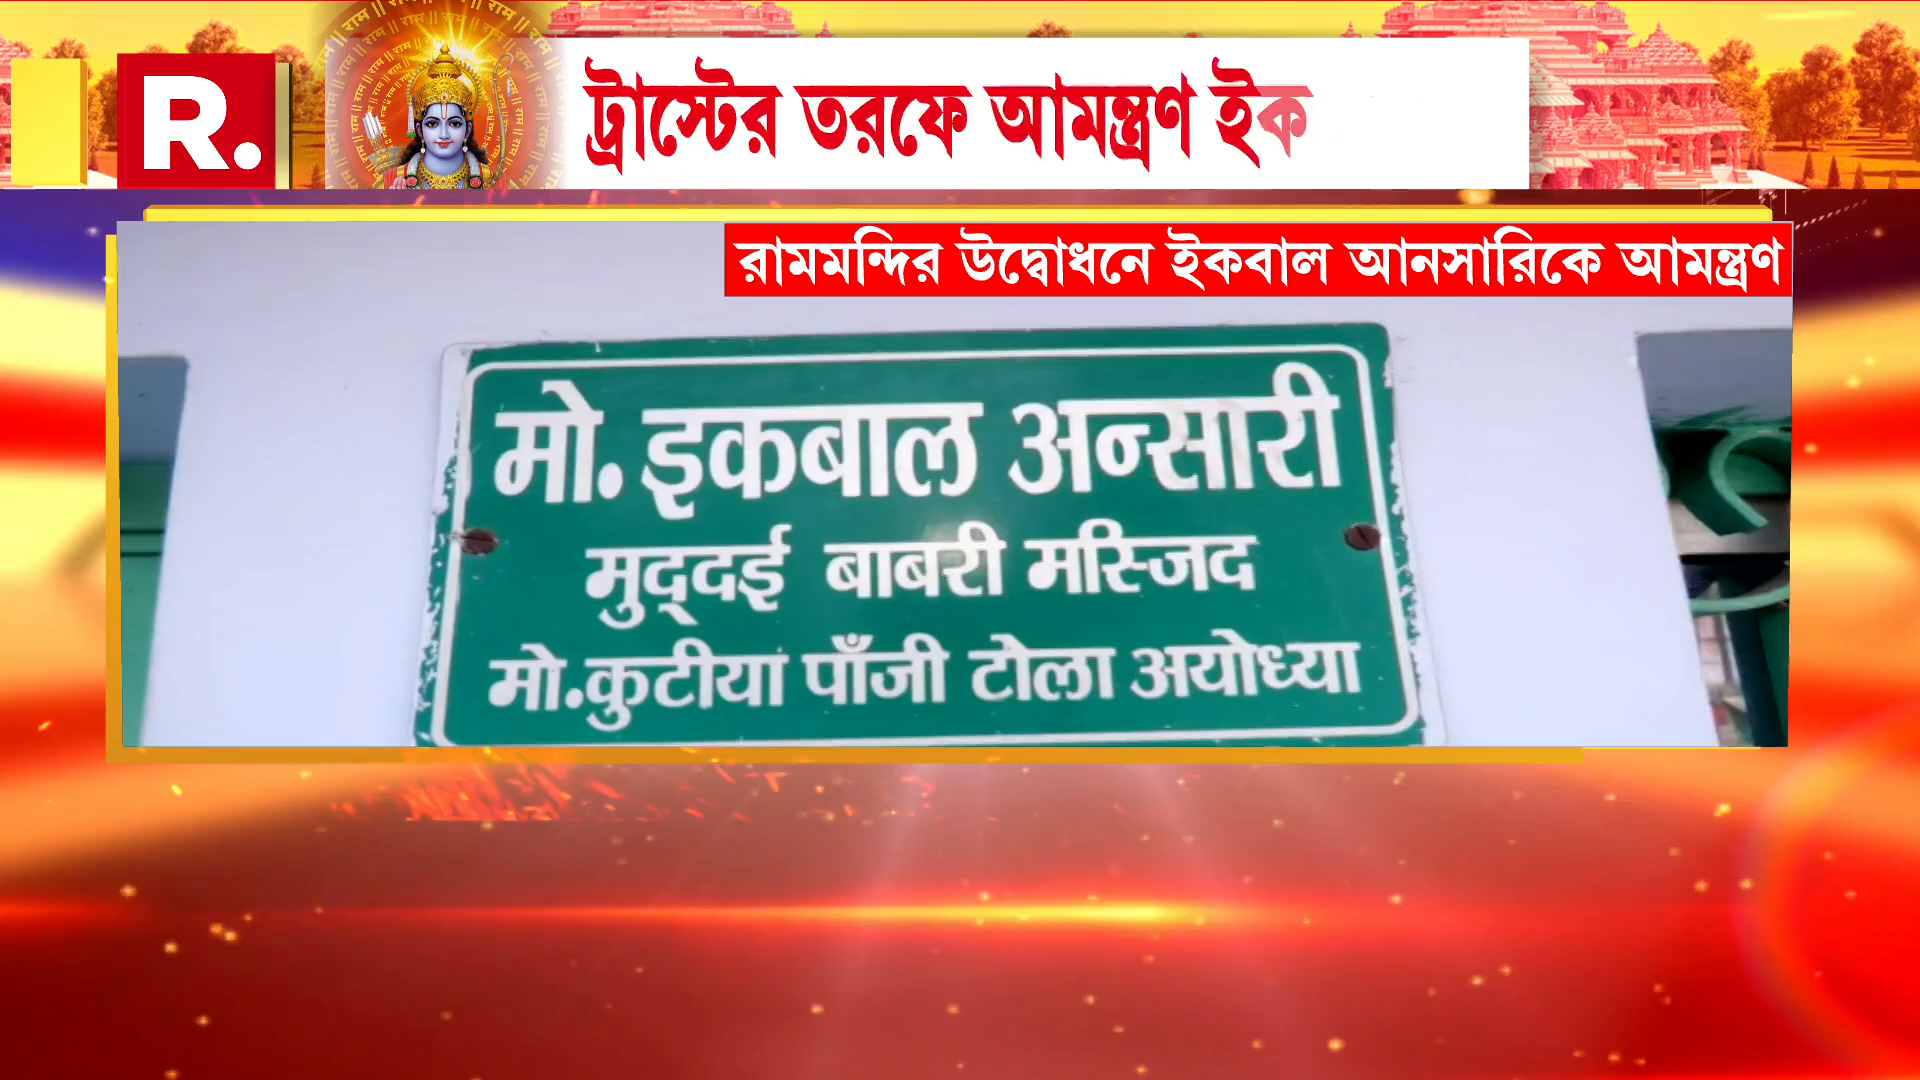 R.
ট্রাস্টের তরফে আমন্ত্রণ ইক
রামমন্দির উদ্বোধনে ইকবাল আনসারিকে আমন্ত্রণ
मो. इकबाल अन्सारी
मुद्दई बाबरी मस्जिद
मो.कुटीयां पाँजी टोला अयोध्या